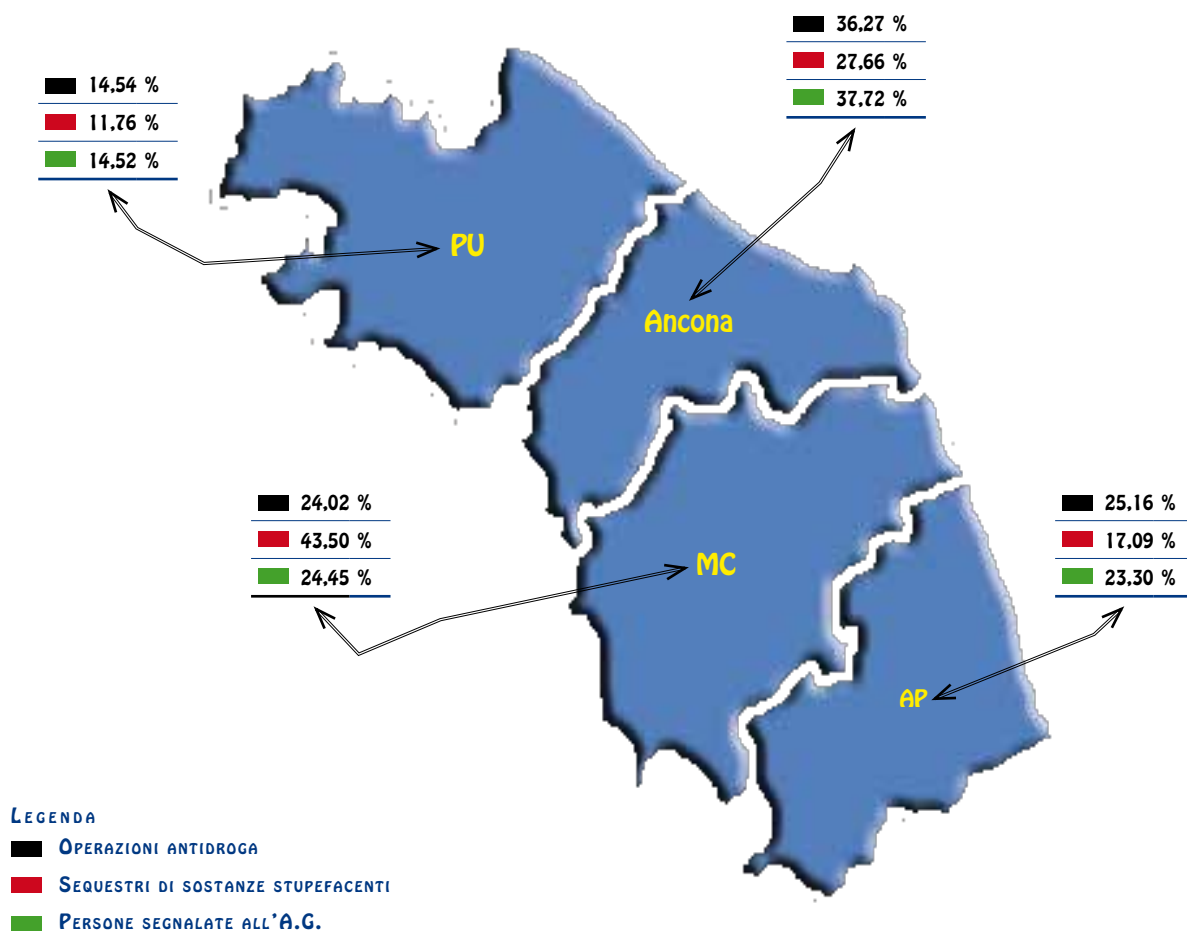 36,27 %
27,66 %
37,72 %
14,54 %
11,76 %
14,52 %
PU
Ancona
24,02 %
43,50 %
24,45 %
MC
25,16 %
17,09 %
23,30 %
AP
LEGENDA
OPERAZIONI ANTIDROGA
SEQUESTRI DI SOSTANZE STUPEFACENTI
PERSONE SEGNALATE ALL'A.G.